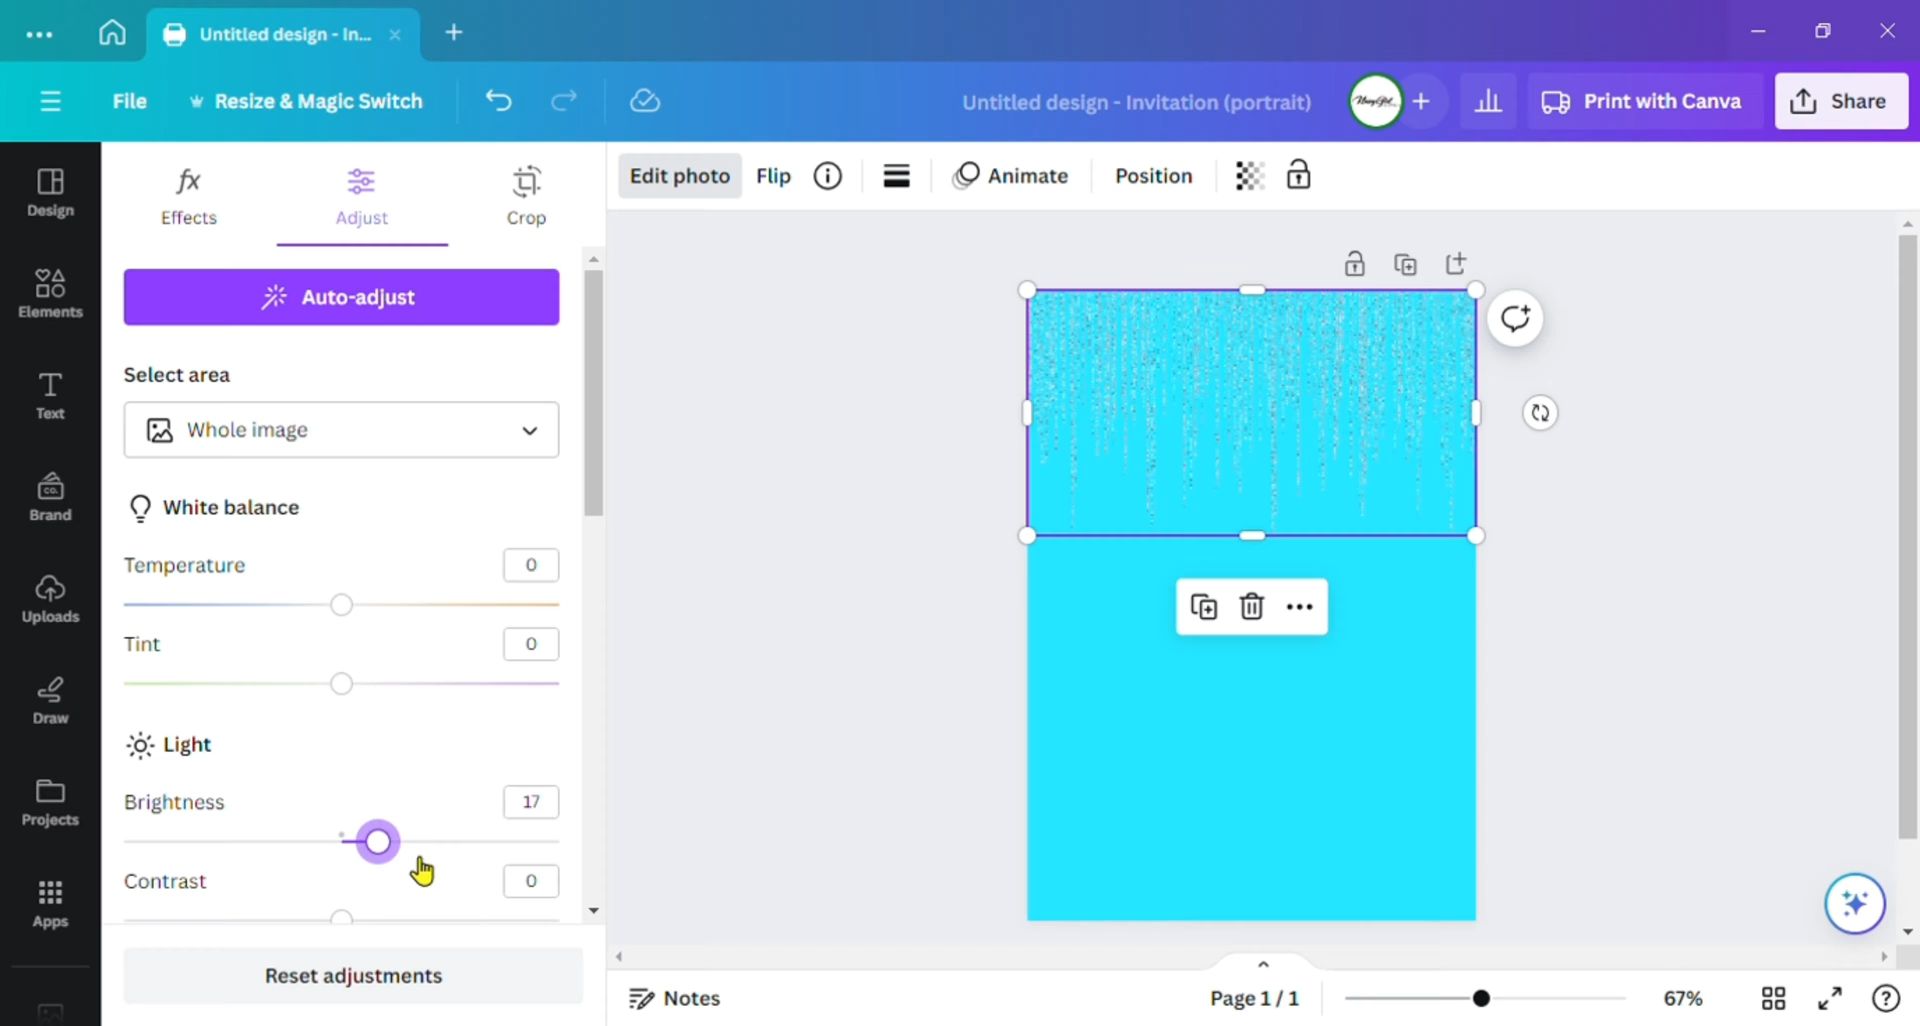 Untitled design - In...
File
Resize & Magic Switch
Untitled design - Invitation (portrait)
Print with Canva
Share
Design
Elements
Text
CO.
Brand
Uploads
Draw
Projects
Apps
fx
Effects
Adjust
Crop
Auto-adjust
Select area
Whole image
White balance
Temperature
0
Tint
0
Light
Brightness
17
Contrast
0
Reset adjustments
Edit photo
Flip
Animate
Position
Notes
Page 1 / 1
67%